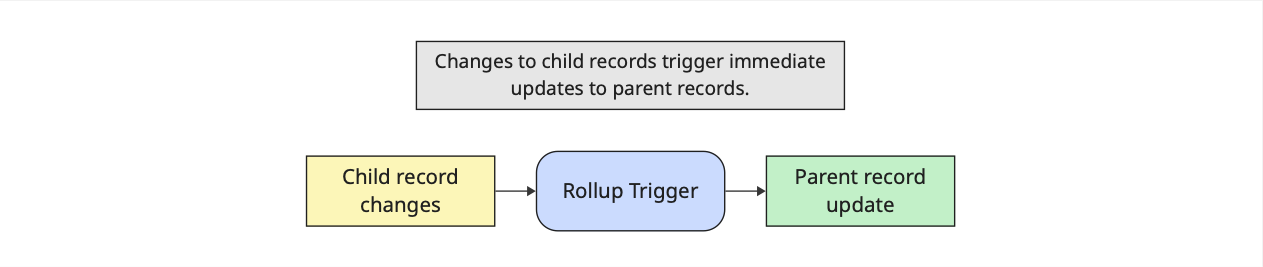 Changes to child records trigger immediate
updates to parent records.
Child record
changes
Rollup Trigger
Parent record
update